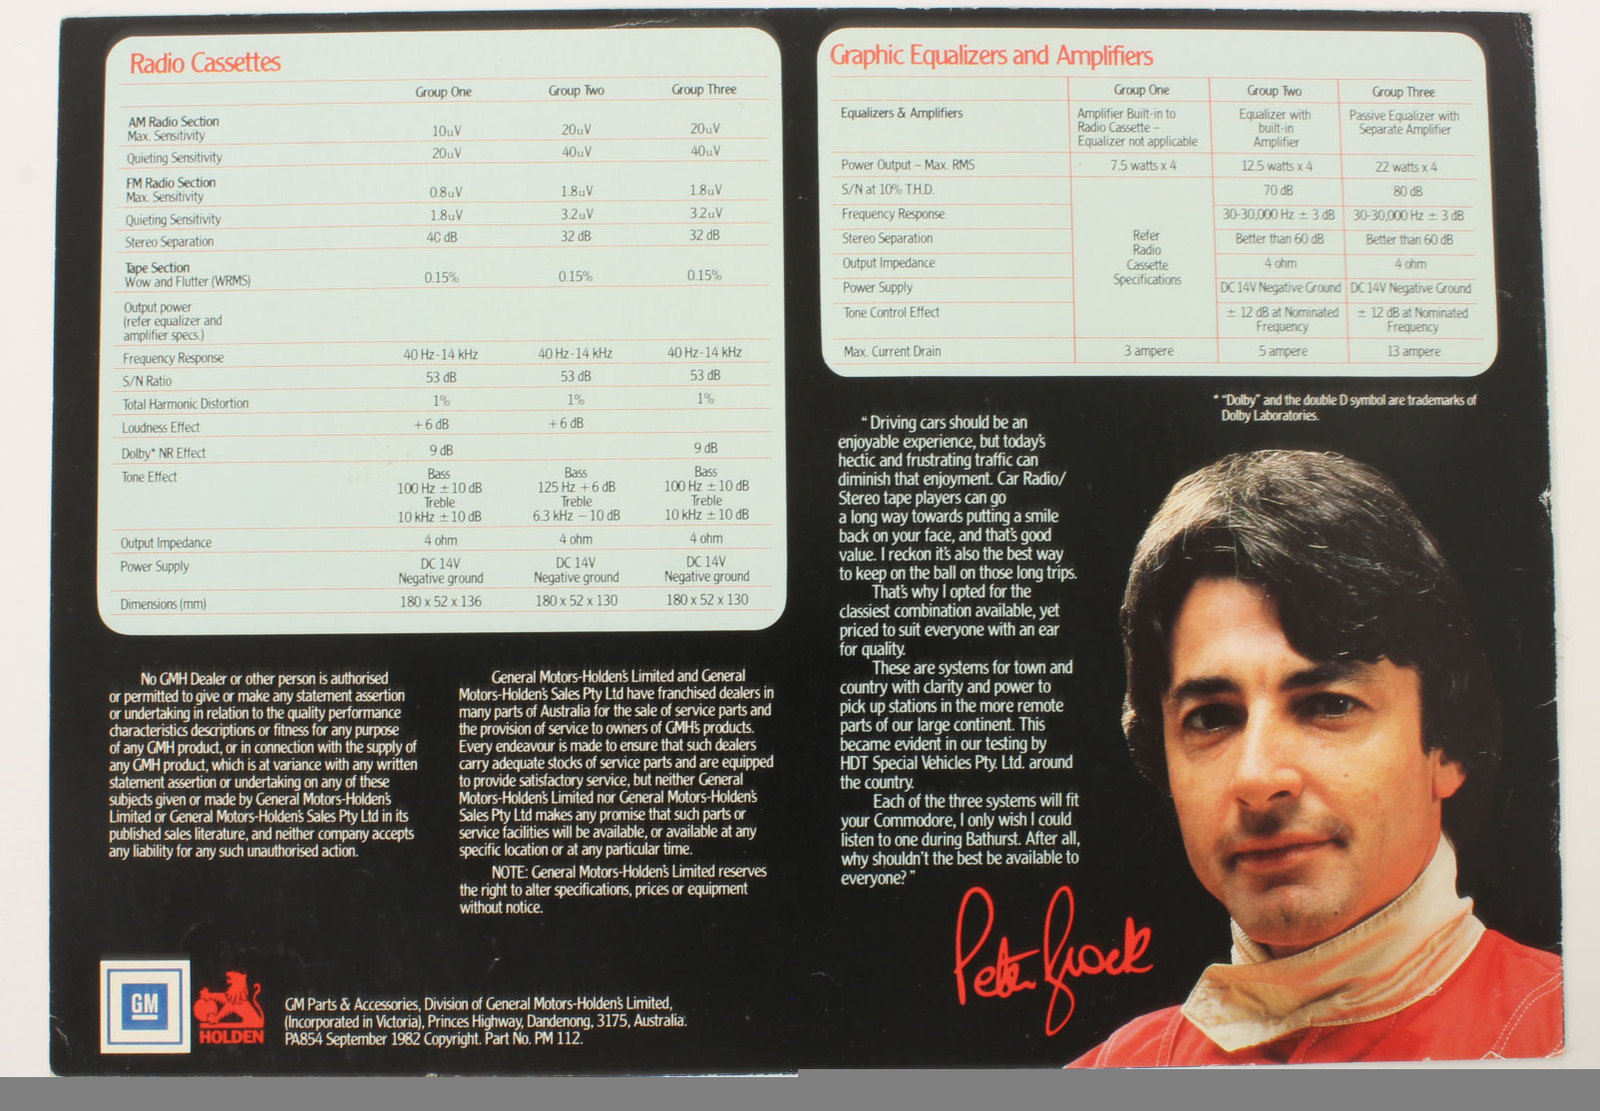 Radio Cassettes
Group One Group Two Group Three
AM Radio Section
Max. Sensitivity 10uV 20uV 20uV
Quieting Sensitivity 20uV 40uV 40uV
FM Radio Section
Max. Sensitivity 0.8uV 1.8uV 1.8uV
Quieting Sensitivity 1.8uV 3.2uV 3.2uV
Stereo Separation 40 dB 32 dB 32 dB
Tape Section
Wow and Flutter (WRMS) 0.15% 0.15% 0.15%
Output power
(refer equalizer and
amplifier specs.)
Frequency Response 40 Hz-14 kHz 40 Hz-14 kHz 40 Hz-14 kHz
S/N Ratio 53 dB 53 dB 53 dB
Total Harmonic Distortion 1% 1% 1%
Loudness Effect +6 dB +6 dB
Dolby* NR Effect 9 dB 9 dB
Tone Effect Bass Bass Bass
100 Hz ±10 dB 125 Hz +6 dB 100 Hz ±10 dB
Treble Treble Treble
10 kHz ±10 dB 6.3 kHz −10 dB 10 kHz ±10 dB
Output Impedance 4 ohm 4 ohm 4 ohm
Power Supply DC 14V DC 14V DC 14V
Negative ground Negative ground Negative ground
Dimensions (mm) 180 x 52 x 136 180 x 52 x 130 180 x 52 x 130
Graphic Equalizers and Amplifiers
Group One Group Two Group Three
Equalizers & Amplifiers Amplifier Built-in to Equalizer with Passive Equalizer with
Radio Cassette – built-in Separate Amplifier
Equalizer not applicable Amplifier
Power Output – Max. RMS 7.5 watts x 4 12.5 watts x 4 22 watts x 4
S/N at 10% T.H.D. 70 dB 80 dB
Frequency Response 30-30,000 Hz ± 3 dB 30-30,000 Hz ± 3 dB
Stereo Separation Refer Better than 60 dB Better than 60 dB
Radio
Output Impedance Cassette 4 ohm 4 ohm
Power Supply Specifications DC 14V Negative Ground DC 14V Negative Ground
Tone Control Effect ± 12 dB at Nominated ± 12 dB at Nominated
Frequency Frequency
Max. Current Drain 3 ampere 5 ampere 13 ampere
* "Dolby" and the double D symbol are trademarks of
Dolby Laboratories.
"Driving cars should be an
enjoyable experience, but today's
hectic and frustrating traffic can
diminish that enjoyment. Car Radio/
Stereo tape players can go
a long way towards putting a smile
back on your face, and that's good
value. I reckon it's also the best way
to keep on the ball on those long trips.
That's why I opted for the
classiest combination available, yet
priced to suit everyone with an ear
for quality.
These are systems for town and
country with clarity and power to
pick up stations in the more remote
parts of our large continent. This
became evident in our testing by
HDT Special Vehicles Pty. Ltd. around
the country.
Each of the three systems will fit
your Commodore, I only wish I could
listen to one during Bathurst. After all,
why shouldn't the best be available to
everyone?"
Peter Brock
No GMH Dealer or other person is authorised
or permitted to give or make any statement assertion
or undertaking in relation to the quality performance
characteristics descriptions or fitness for any purpose
of any GMH product, or in connection with the supply of
any GMH product, which is at variance with any written
statement assertion or undertaking on any of these
subjects given or made by General Motors-Holden's
Limited or General Motors-Holden's Sales Pty Ltd in its
published sales literature, and neither company accepts
any liability for any such unauthorised action.
General Motors-Holden's Limited and General
Motors-Holden's Sales Pty Ltd have franchised dealers in
many parts of Australia for the sale of service parts and
the provision of service to owners of GMH's products.
Every endeavour is made to ensure that such dealers
carry adequate stocks of service parts and are equipped
to provide satisfactory service, but neither General
Motors-Holden's Limited nor General Motors-Holden's
Sales Pty Ltd makes any promise that such parts or
service facilities will be available, or available at any
specific location or at any particular time.
NOTE: General Motors-Holden's Limited reserves
the right to alter specifications, prices or equipment
without notice.
GM
HOLDEN
GM Parts & Accessories, Division of General Motors-Holden's Limited,
(Incorporated in Victoria), Princes Highway, Dandenong, 3175, Australia.
PA854 September 1982 Copyright. Part No. PM 112.